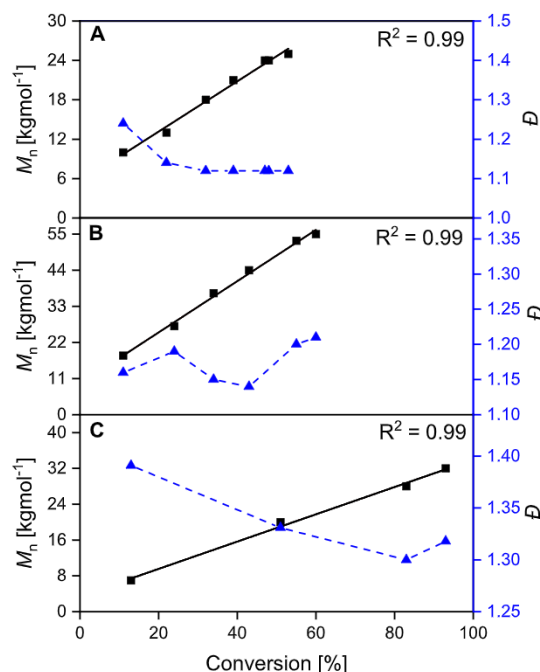 A
R² = 0.99
30
24
18
12
6
0
Mₙ [kgmol⁻¹]
1.5
1.4
1.3
1.2
1.1
1.0
Đ
B
R² = 0.99
55
44
33
22
11
0
Mₙ [kgmol⁻¹]
1.35
1.30
1.25
1.20
1.15
1.10
Đ
C
R² = 0.99
40
32
24
16
8
0
Mₙ [kgmol⁻¹]
1.40
1.35
1.30
1.25
Đ
0 20 40 60 80 100
Conversion [%]